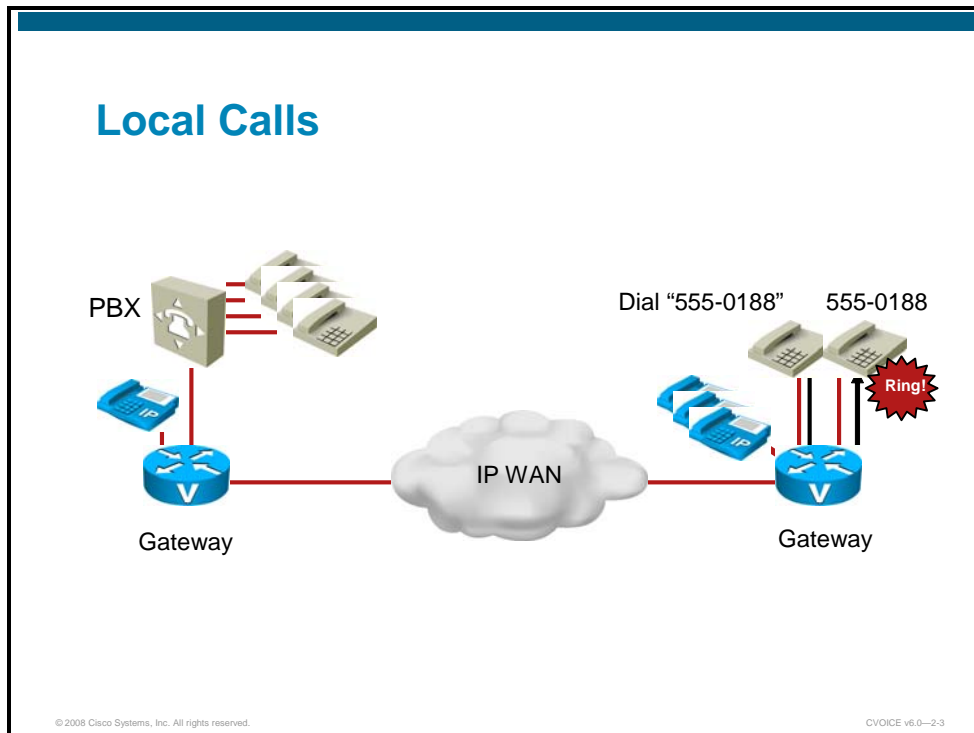 Local Calls
PBX
Dial “555-0188”
555-0188
Ring!
IP
IP
IP WAN
V
V
Gateway
Gateway
© 2008 Cisco Systems, Inc. All rights reserved.
CVOICE v6.0—2-3